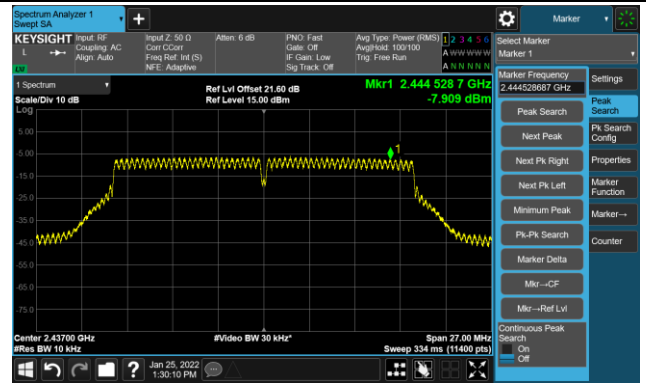 Spectrum Analyzer 1
Swept SA
Marker
KEYSIGHT
L
Input: RF
Coupling: AC
Align: Auto
Input Z: 50 Ω
Corr CCorr
Freq Ref: Int (S)
NFE: Adaptive
Atten: 6 dB
PNO: Fast
Gate: Off
IF Gain: Low
Sig Track: Off
Avg Type: Power (RMS)
Avg|Hold: 100/100
Trig: Free Run
1 2 3 4 5 6
A W W W W W
A N N N N N
Select Marker
Marker 1
1 Spectrum
Scale/Div 10 dB
Log
Ref Lvl Offset 21.60 dB
Ref Level 15.00 dBm
Mkr1 2.444 528 7 GHz
-7.909 dBm
5.00
-5.00
-15.0
-25.0
-35.0
-45.0
-55.0
-65.0
-75.0
1
Center 2.43700 GHz
#Res BW 10 kHz
#Video BW 30 kHz*
Span 27.00 MHz
Sweep 334 ms (11400 pts)
Marker Frequency
2.444528687 GHz
Peak Search
Next Peak
Next Pk Right
Next Pk Left
Minimum Peak
Pk-Pk Search
Marker Delta
Mkr→CF
Mkr→Ref Lvl
Continuous Peak
Search
On
Off
Settings
Peak
Search
Pk Search
Config
Properties
Marker
Function
Marker→
Counter
?
Jan 25, 2022
1:30:10 PM